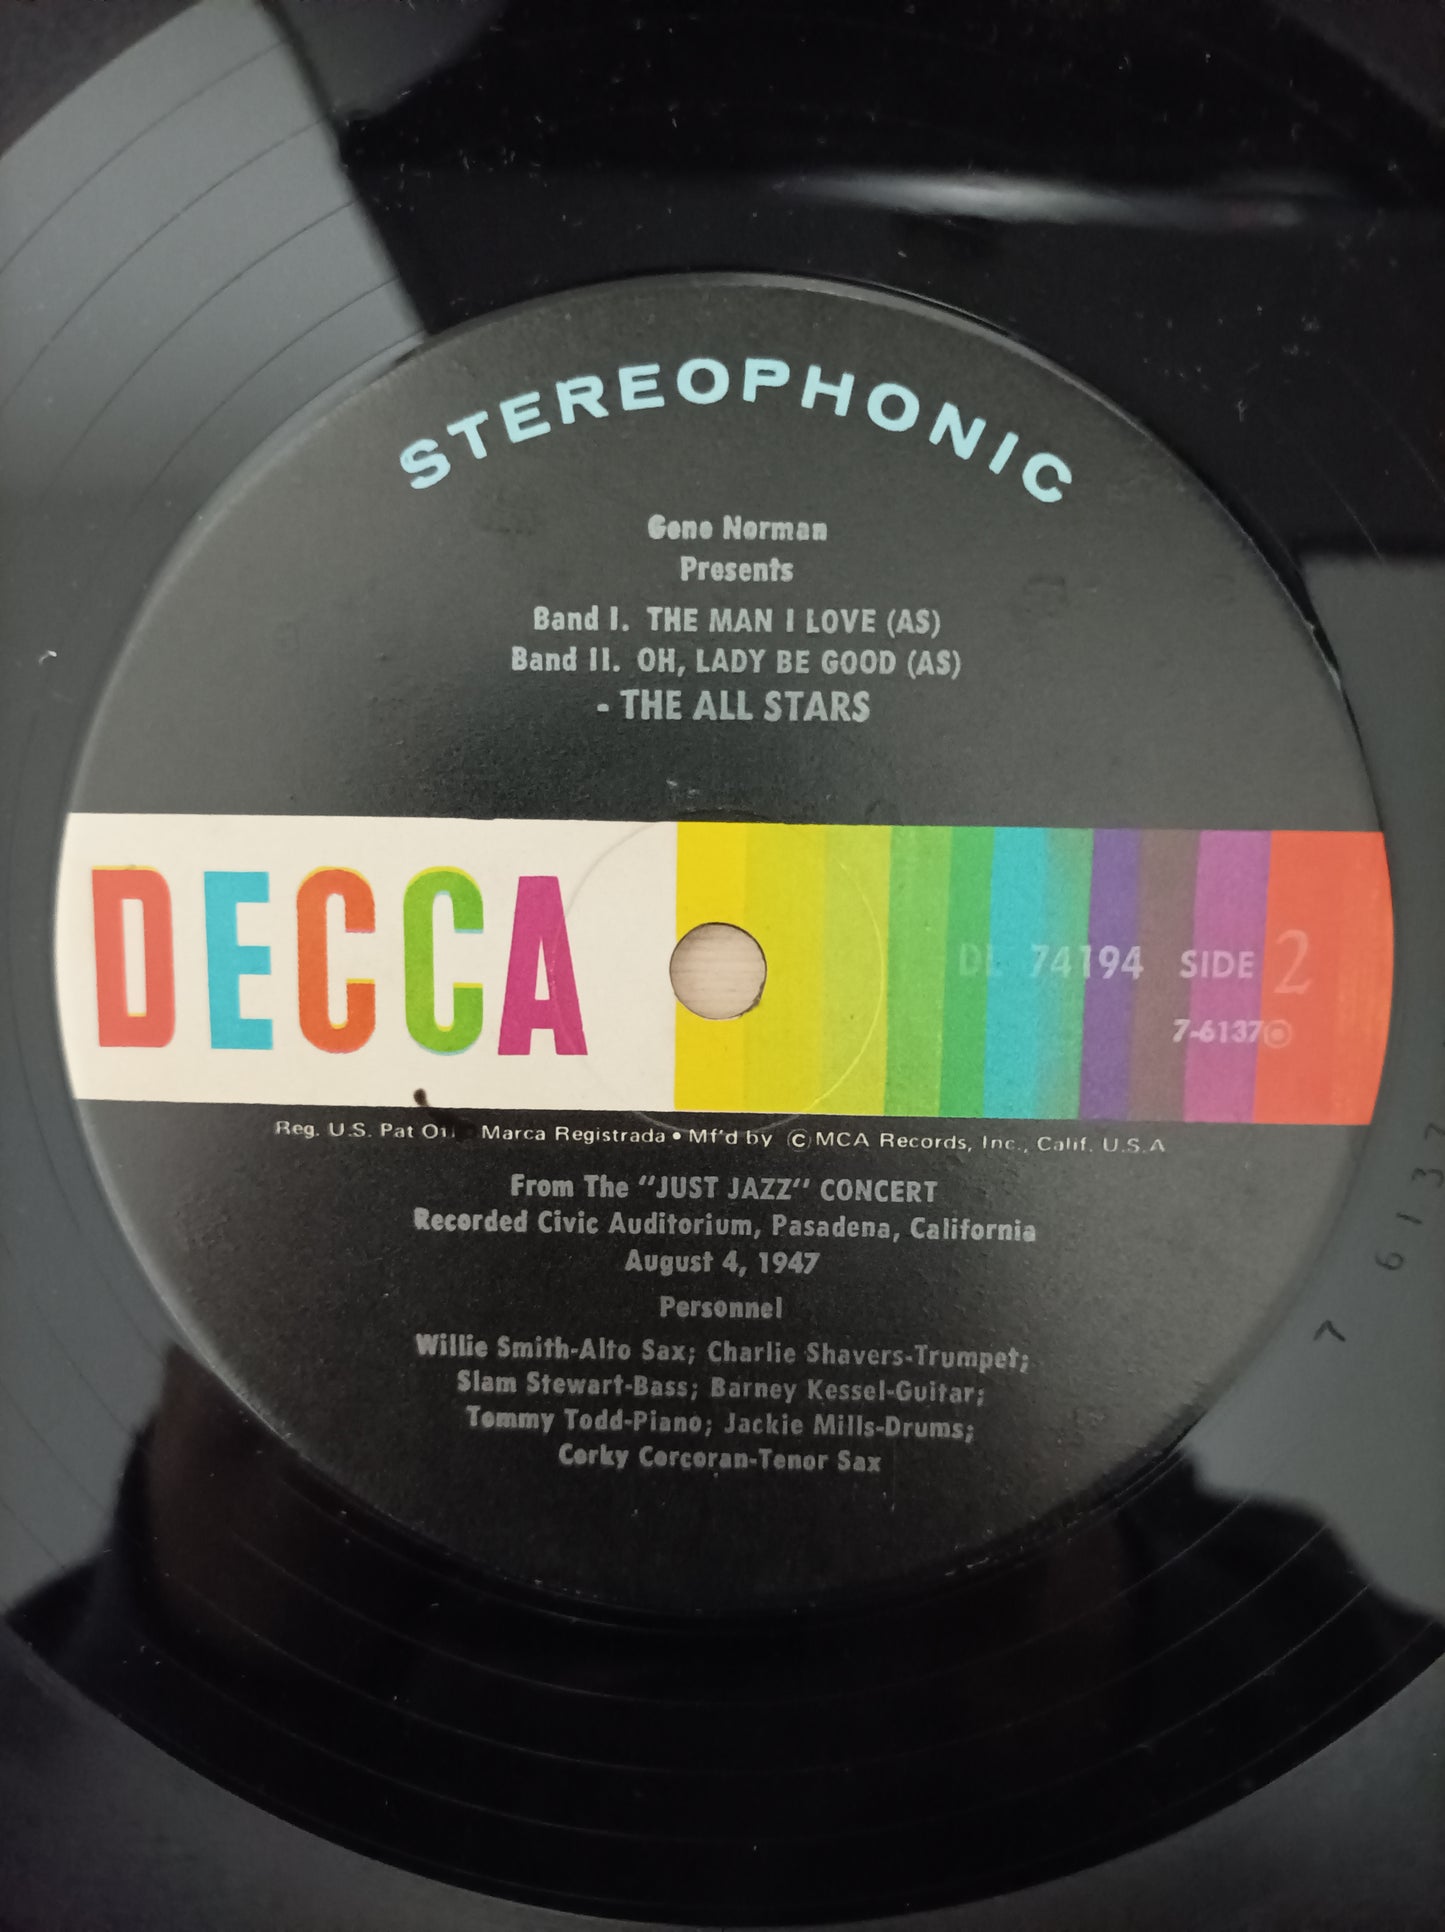 STEREOPHONIC
Gene Norman
Presents
Band I. THE MAN I LOVE (AS)
Band II. OH, LADY BE GOOD (AS)
- THE ALL STARS
DECCA
DL 74194 SIDE 2
7-6137
Reg. U.S. Pat Marca Registrada • Mf'd by © MCA Records, Inc., Calif. U.S.A
From The "JUST JAZZ" CONCERT
Recorded Civic Auditorium, Pasadena, California
August 4, 1947
Personnel
Willie Smith-Alto Sax; Charlie Shavers-Trumpet;
Slam Stewart-Bass; Barney Kessel-Guitar;
Tommy Todd-Piano; Jackie Mills-Drums;
Corky Corcoran-Tenor Sax
7 6137